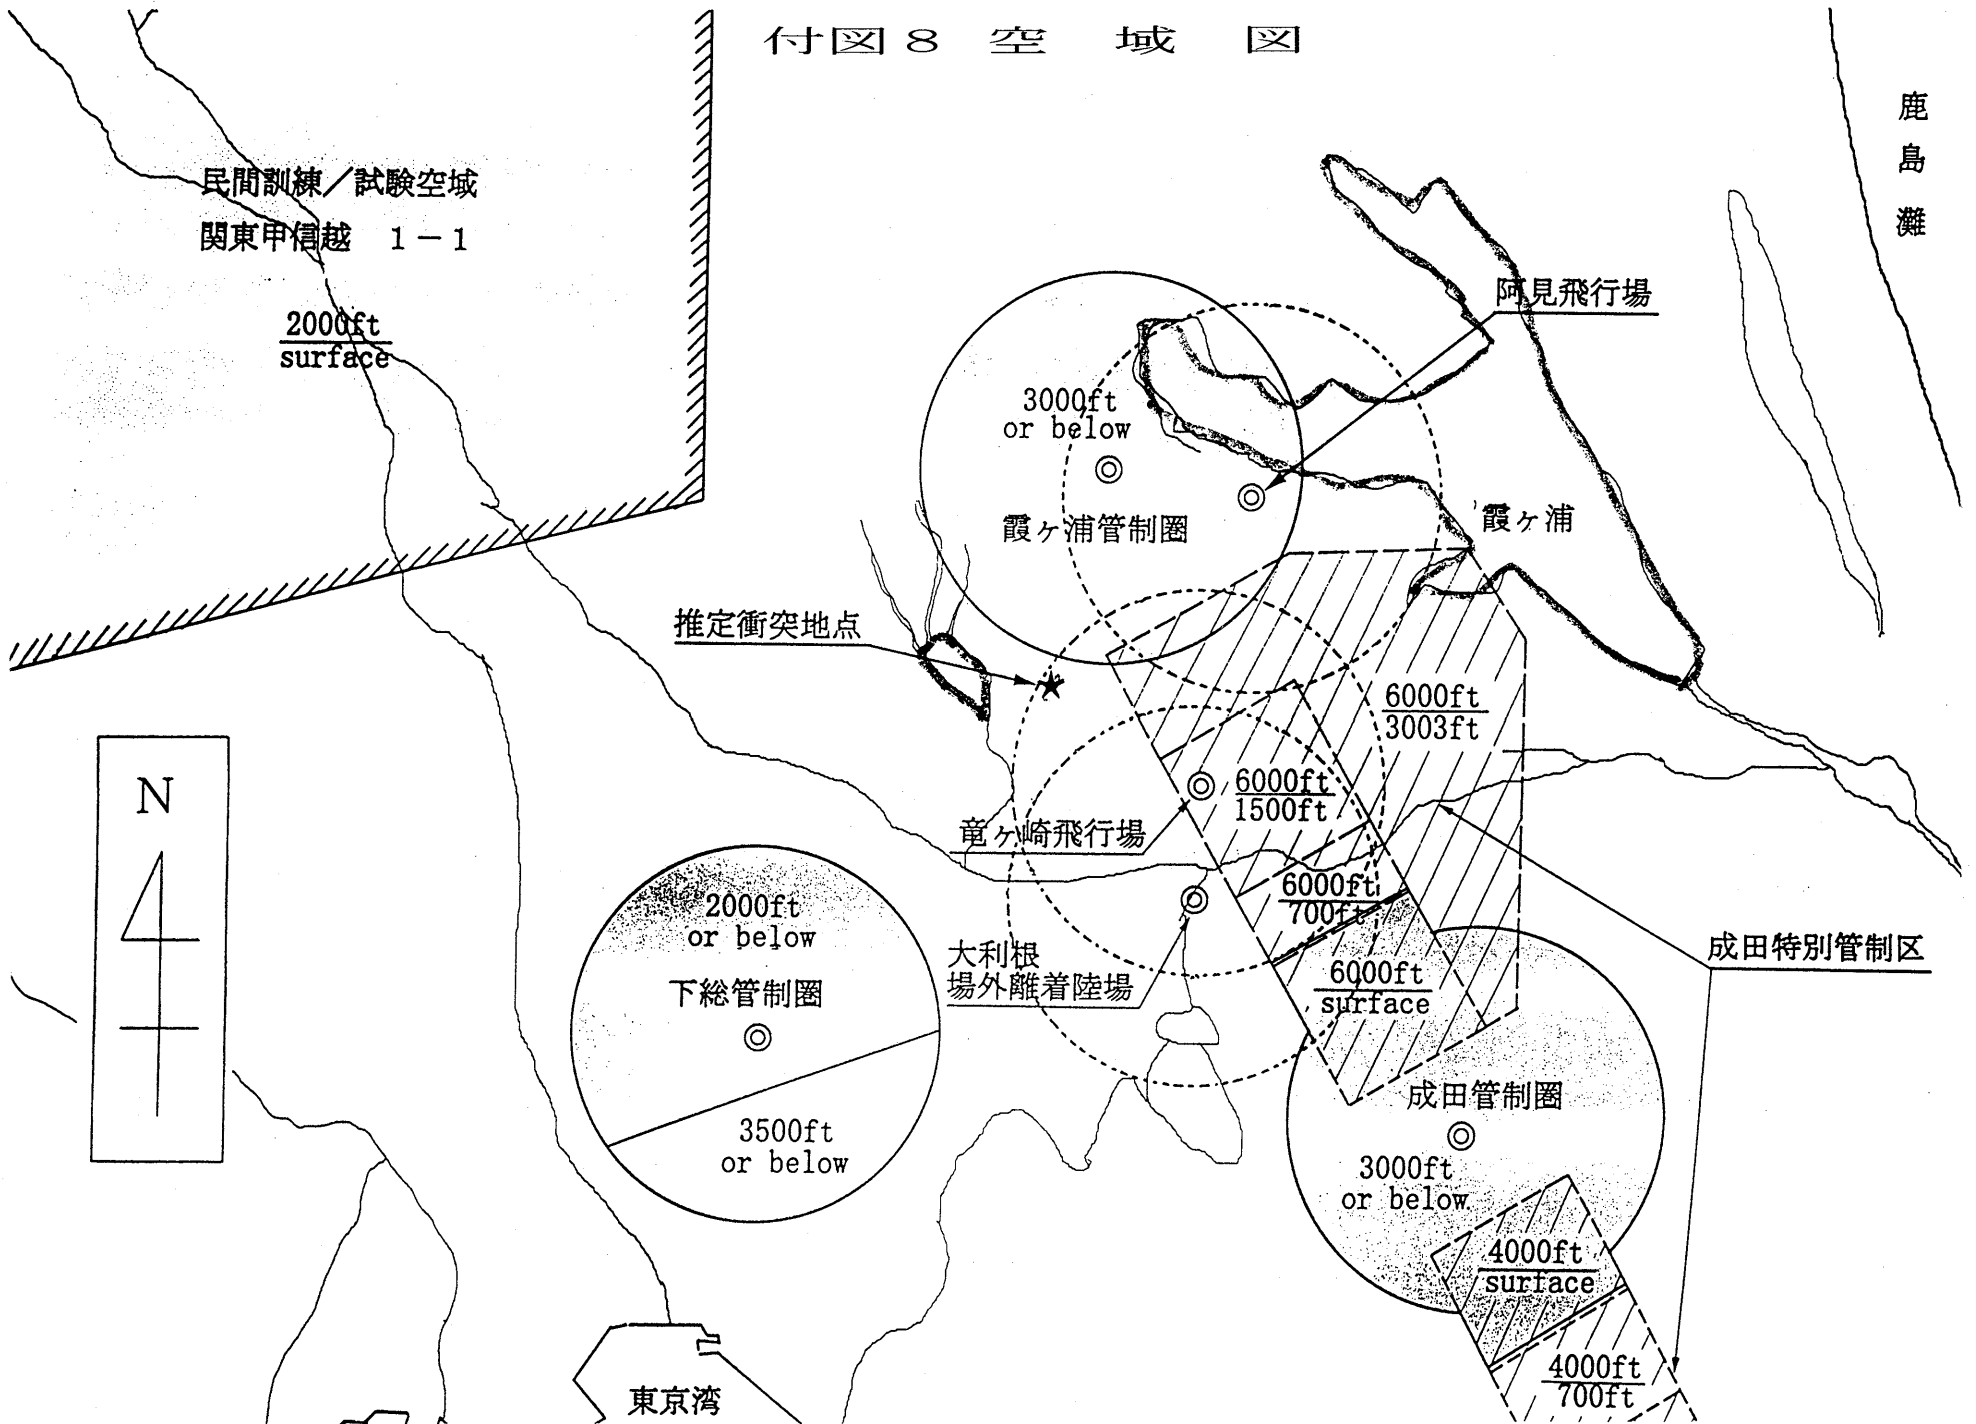 付図8 空域図
鹿島灘
民間訓練/試験空域
関東甲信越 1-1
2000ft
surface
阿見飛行場
3000ft
or below
霞ヶ浦管制圏
霞ヶ浦
推定衝突地点
6000ft
3003ft
N
6000ft
1500ft
竜ヶ崎飛行場
6000ft
700ft
2000ft
or below
下総管制圏
大利根
場外離着陸場
成田特別管制区
6000ft
surface
成田管制圏
3500ft
or below
3000ft
or below
4000ft
surface
4000ft
700ft
東京湾